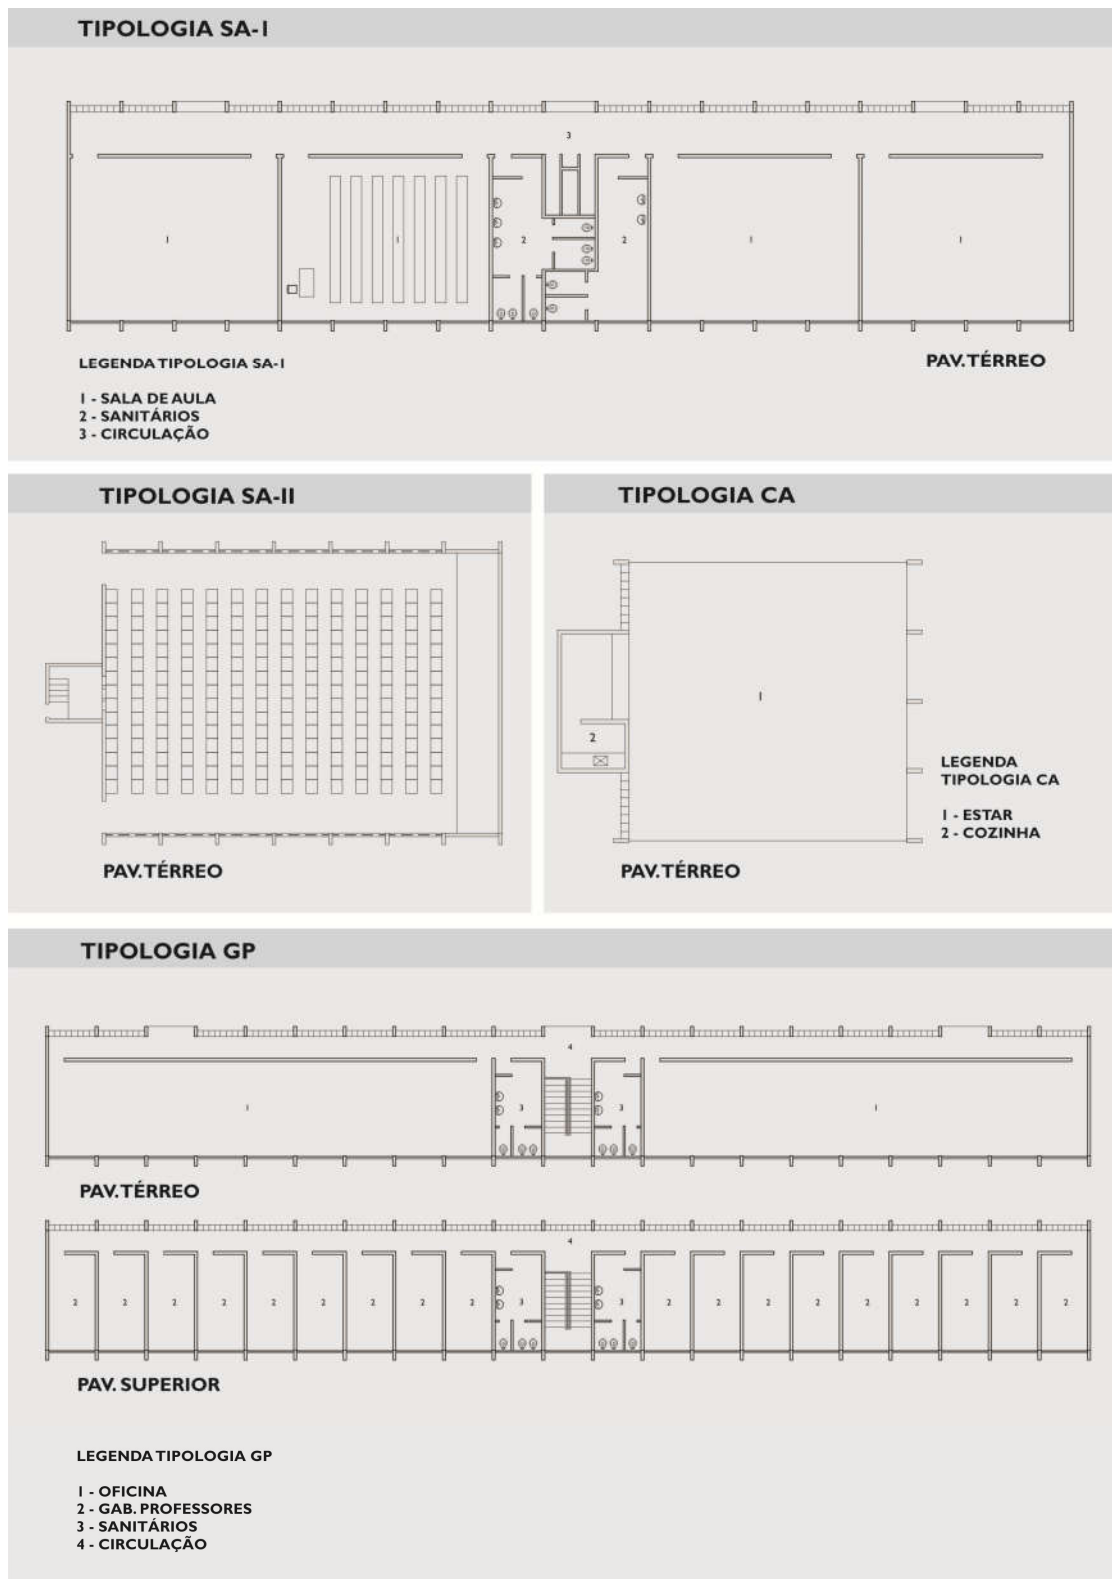 TIPOLOGIA SA-I
3
1 1 2 2 1 1
LEGENDA TIPOLOGIA SA-I
PAV. TÉRREO
1 - SALA DE AULA
2 - SANITÁRIOS
3 - CIRCULAÇÃO
TIPOLOGIA SA-II
PAV. TÉRREO
TIPOLOGIA CA
1
2
LEGENDA
TIPOLOGIA CA
1 - ESTAR
2 - COZINHA
PAV. TÉRREO
TIPOLOGIA GP
4
1 3 3 1
PAV. TÉRREO
4
2 2 2 2 2 2 2 2 2 3 3 2 2 2 2 2 2 2 2 2
PAV. SUPERIOR
LEGENDA TIPOLOGIA GP
1 - OFICINA
2 - GAB. PROFESSORES
3 - SANITÁRIOS
4 - CIRCULAÇÃO